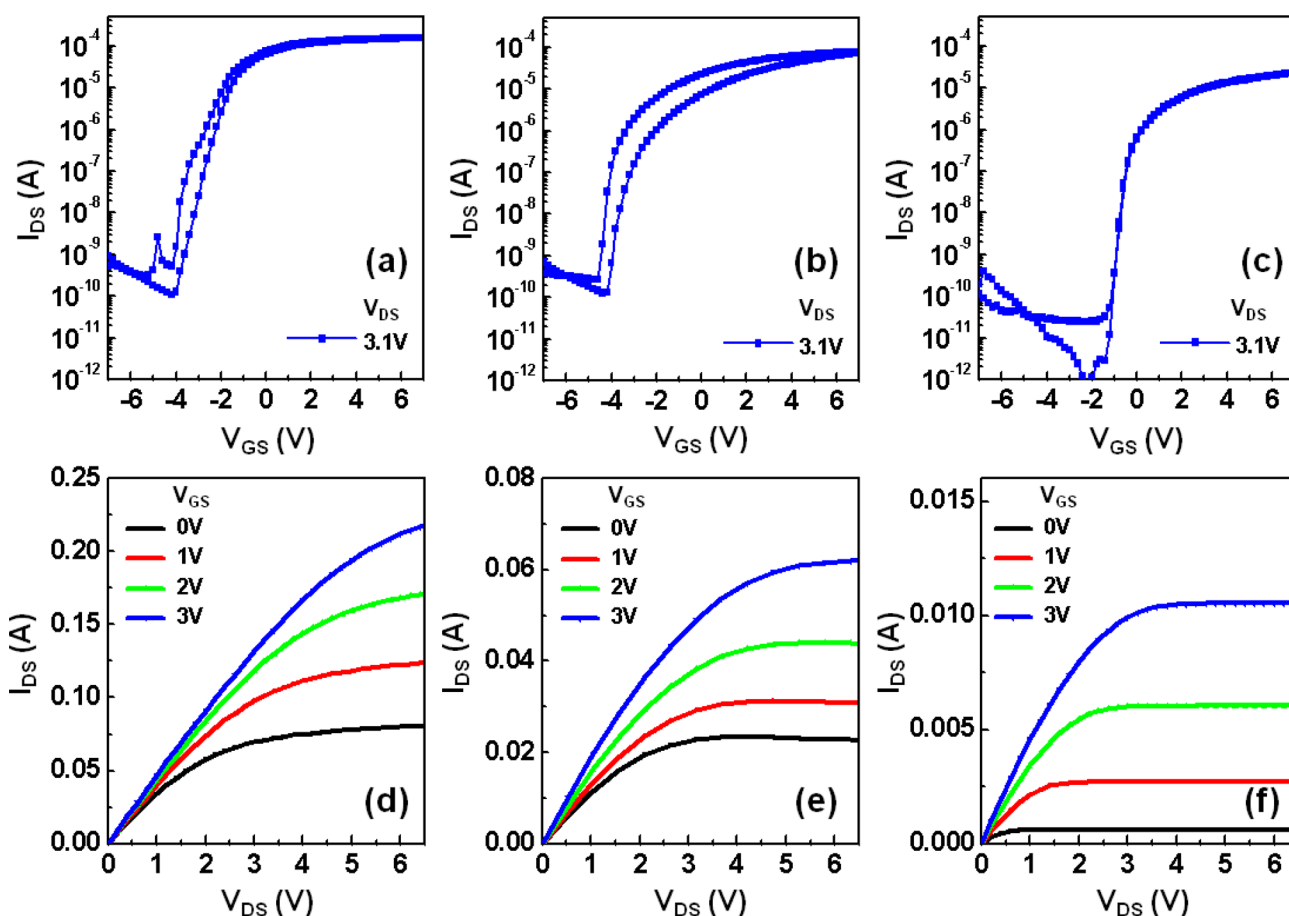 10⁻⁴
10⁻⁵
10⁻⁶
10⁻⁷
10⁻⁸
10⁻⁹
10⁻¹⁰
10⁻¹¹
10⁻¹²
I_DS (A)
(a)
V_DS
3.1V
-6 -4 -2 0 2 4 6
V_GS (V)
10⁻⁴
10⁻⁵
10⁻⁶
10⁻⁷
10⁻⁸
10⁻⁹
10⁻¹⁰
10⁻¹¹
10⁻¹²
I_DS (A)
(b)
V_DS
3.1V
-6 -4 -2 0 2 4 6
V_GS (V)
10⁻⁴
10⁻⁵
10⁻⁶
10⁻⁷
10⁻⁸
10⁻⁹
10⁻¹⁰
10⁻¹¹
10⁻¹²
I_DS (A)
(c)
V_DS
3.1V
-6 -4 -2 0 2 4 6
V_GS (V)
0.25
0.20
0.15
0.10
0.05
0.00
I_DS (A)
V_GS
0V
1V
2V
3V
(d)
0 1 2 3 4 5 6
V_DS (V)
0.08
0.06
0.04
0.02
0.00
I_DS (A)
V_GS
0V
1V
2V
3V
(e)
0 1 2 3 4 5 6
V_DS (V)
0.015
0.010
0.005
0.000
I_DS (A)
V_GS
0V
1V
2V
3V
(f)
0 1 2 3 4 5 6
V_DS (V)